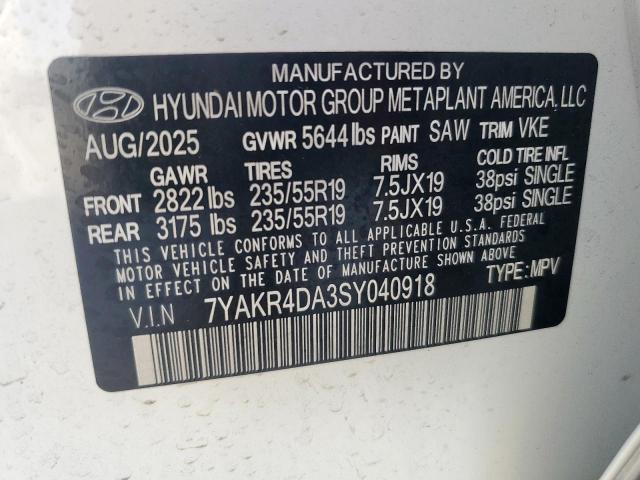 MANUFACTURED BY
HYUNDAI MOTOR GROUP METAPLANT AMERICA, LLC
AUG/2025 GVWR 5644 lbs PAINT SAW TRIM VKE
GAWR TIRES RIMS COLD TIRE INFL
FRONT 2822 lbs 235/55R19 7.5JX19 38psi SINGLE
REAR 3175 lbs 235/55R19 7.5JX19 38psi SINGLE
THIS VEHICLE CONFORMS TO ALL APPLICABLE U.S.A. FEDERAL
MOTOR VEHICLE SAFETY AND THEFT PREVENTION STANDARDS
IN EFFECT ON THE DATE OF MANUFACTURE SHOWN ABOVE
V.I.N 7YAKR4DA3SY040918 TYPE: MPV